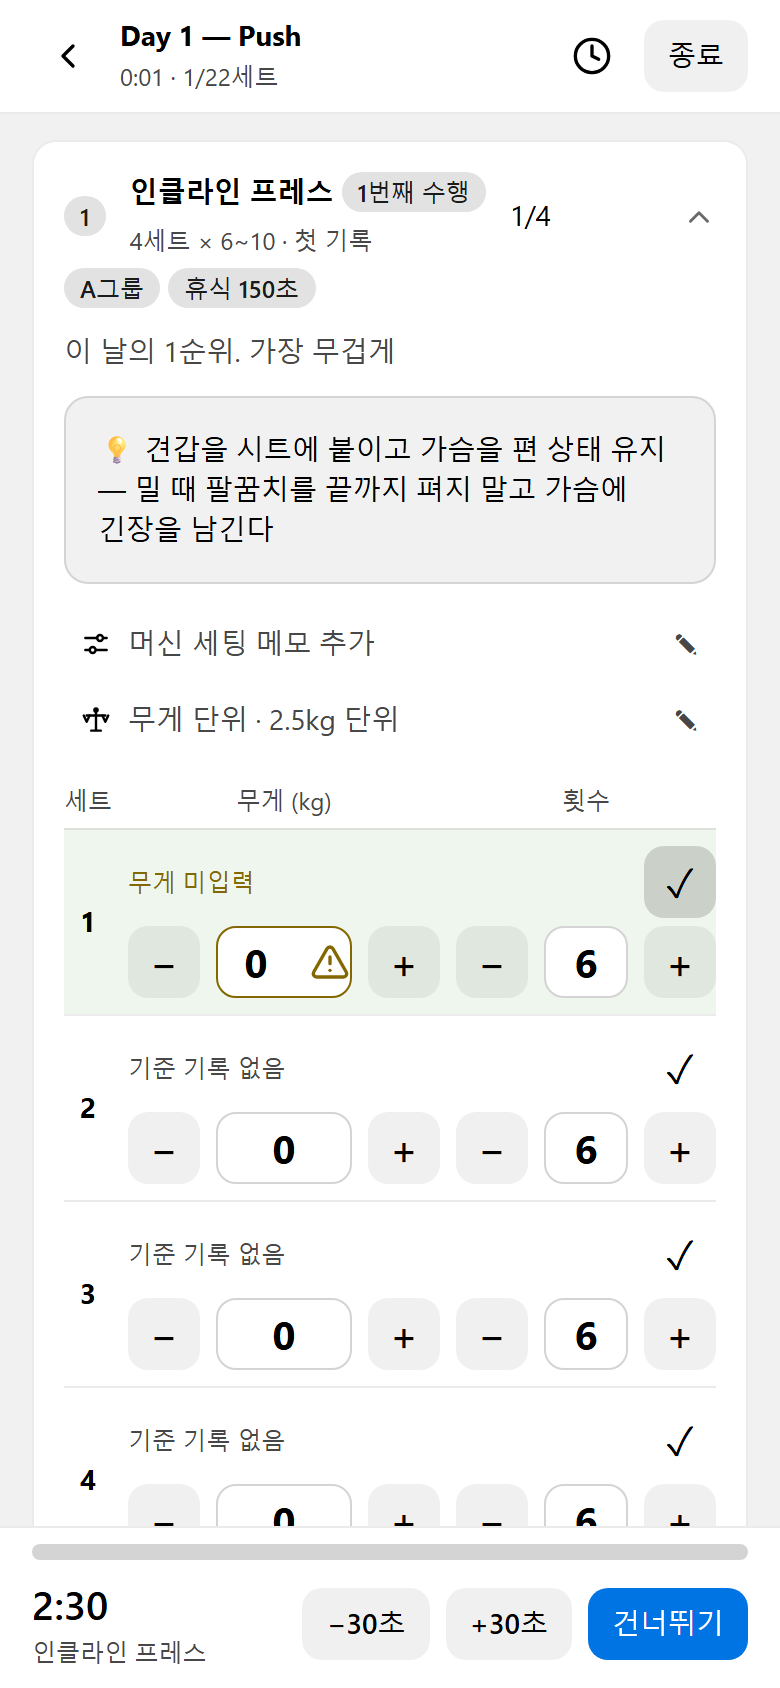 Day 1 — Push
0:01 · 1/22세트
종료
1
인클라인 프레스 1번째 수행
4세트 × 6~10 · 첫 기록
1/4
A그룹 휴식 150초
이 날의 1순위. 가장 무겁게
💡 견갑을 시트에 붙이고 가슴을 편 상태 유지
— 밀 때 팔꿈치를 끝까지 펴지 말고 가슴에
긴장을 남긴다
머신 세팅 메모 추가
무게 단위 · 2.5kg 단위
세트 무게 (kg) 횟수
무게 미입력 ✓
1
− 0 + − 6 +
기준 기록 없음 ✓
2
− 0 + − 6 +
기준 기록 없음 ✓
3
− 0 + − 6 +
기준 기록 없음 ✓
4
− 0 + − 6 +
2:30
인클라인 프레스
−30초 +30초 건너뛰기